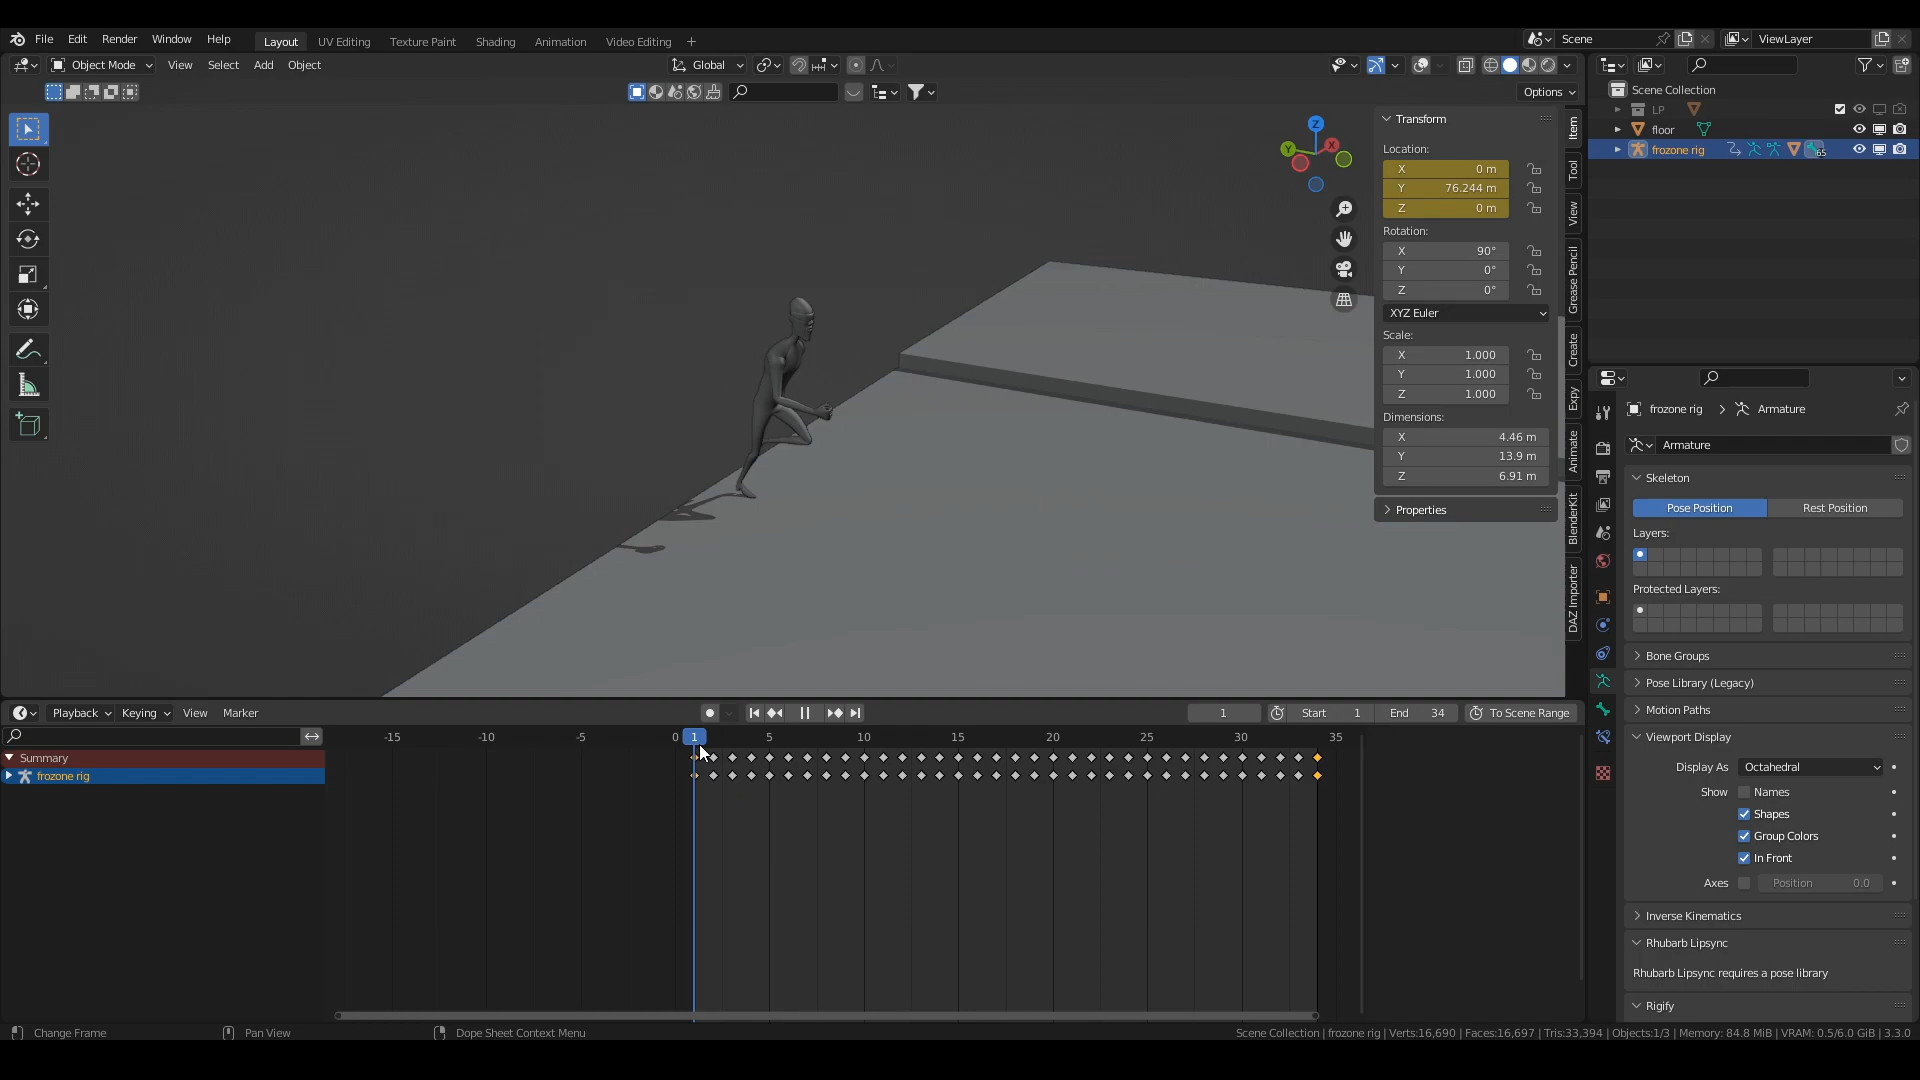 File Edit Render Window Help Layout UV Editing Texture Paint Shading Animation Video Editing + Scene ViewLayer
Object Mode View Select Add Object Global
Options
Transform
Location:
X 0 m
Y 76.244 m
Z 0 m
Rotation:
X 90°
Y 0°
Z 0°
XYZ Euler
Scale:
X 1.000
Y 1.000
Z 1.000
Dimensions:
X 4.46 m
Y 13.9 m
Z 6.91 m
Properties
Item
Tool
View
Grease Pencil
Create
Expy
Animate
BlenderKit
DAZ Importer
Z
Y
X
Scene Collection
LP
floor
frozone rig 65
frozone rig > Armature
Armature
Skeleton
Pose Position Rest Position
Layers:
Protected Layers:
Bone Groups
Pose Library (Legacy)
Motion Paths
Viewport Display
Display As Octahedral
Show Names
Shapes
Group Colors
In Front
Axes Position 0.0
Inverse Kinematics
Rhubarb Lipsync
Rhubarb Lipsync requires a pose library
Rigify
Playback Keying View Marker 1 Start 1 End 34 To Scene Range
-15 -10 -5 0 1 5 10 15 20 25 30 35
Summary
frozone rig
Change Frame Pan View Dope Sheet Context Menu Scene Collection | frozone rig | Verts:16,690 | Faces:16,697 | Tris:33,394 | Objects:1/3 | Memory: 84.8 MiB | VRAM: 0.5/6.0 GiB | 3.3.0